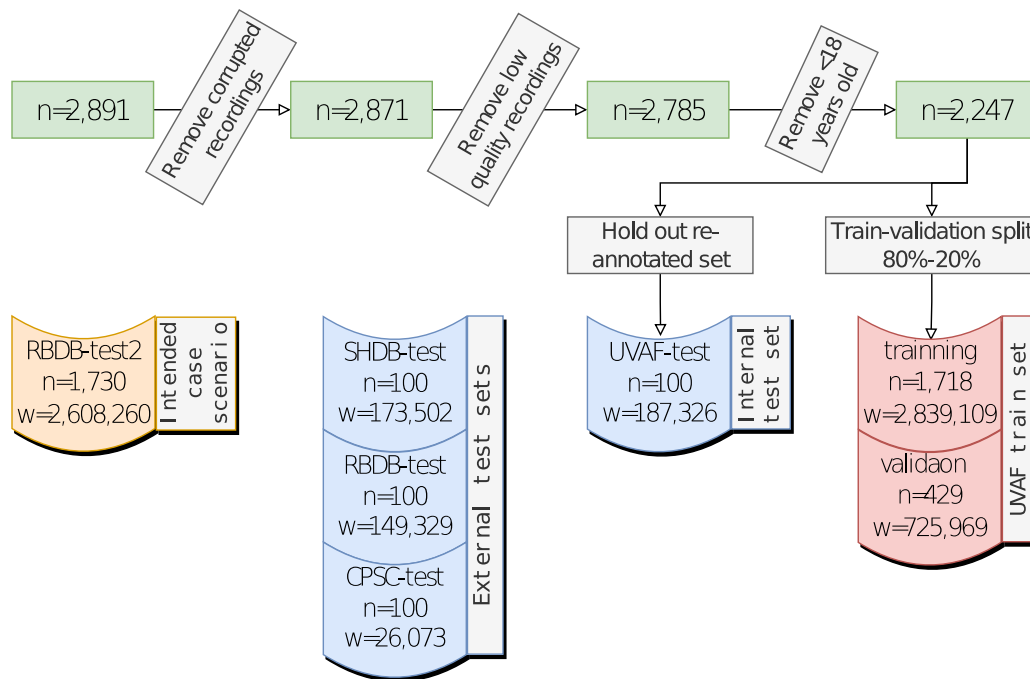 n=2,891
Remove corrupted
recordings
n=2,871
Remove low
quality recordings
n=2,785
Remove <18
years old
n=2,247
Hold out re-
annotated set
Train-validation split
80%-20%
RBDB-test2
n=1,730
w=2,608,260
Intended
case
scenario
SHDB-test
n=100
w=173,502
RBDB-test
n=100
w=149,329
CPSC-test
n=100
w=26,073
External test sets
UVAF-test
n=100
w=187,326
Internal
test set
trainning
n=1,718
w=2,839,109
validaon
n=429
w=725,969
UVAF train set